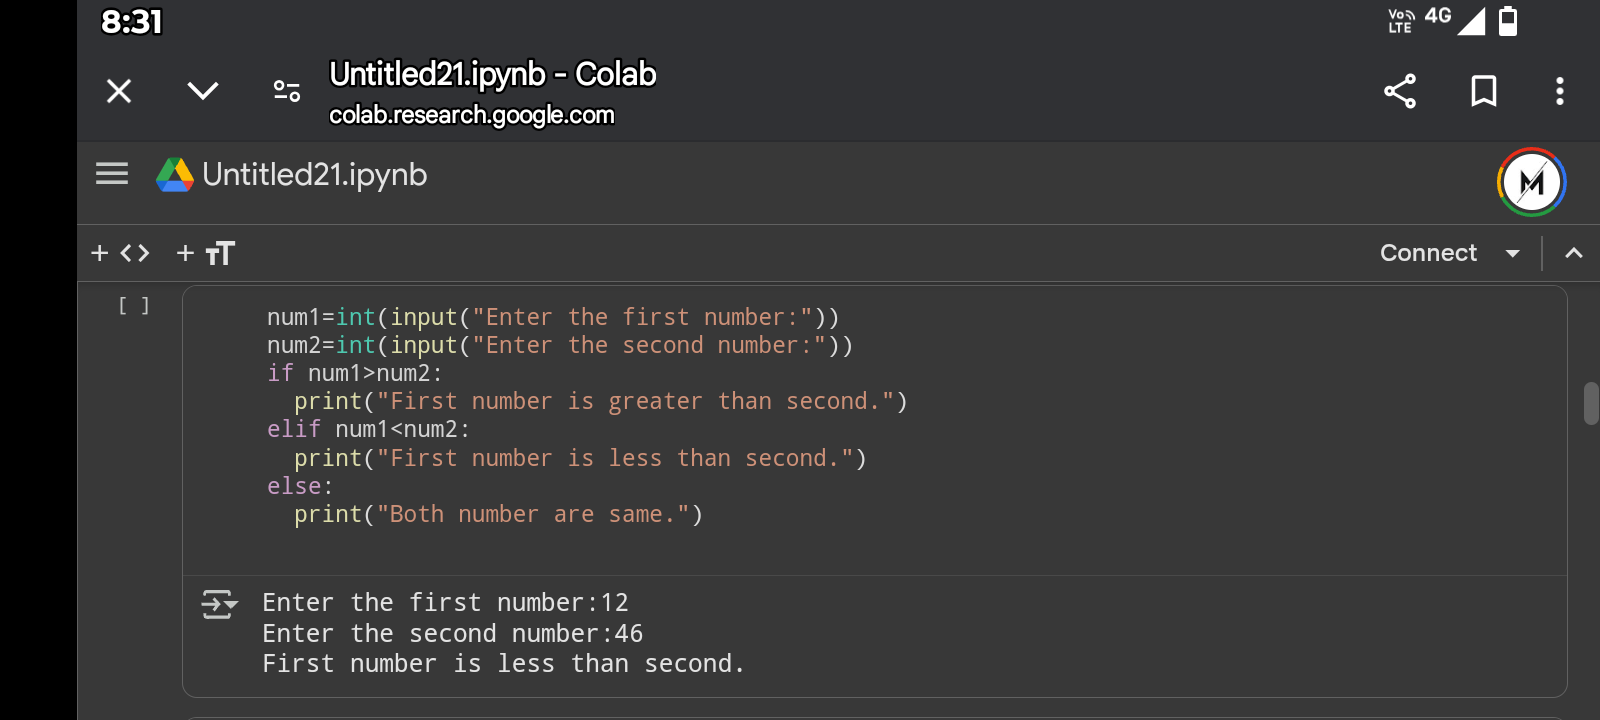 8:31
Vo LTE 4G
Untitled21.ipynb - Colab
colab.research.google.com
Untitled21.ipynb
M
+ <> + TT
Connect
[ ]
num1=int(input("Enter the first number:"))
num2=int(input("Enter the second number:"))
if num1>num2:
  print("First number is greater than second.")
elif num1<num2:
  print("First number is less than second.")
else:
  print("Both number are same.")
Enter the first number:12
Enter the second number:46
First number is less than second.